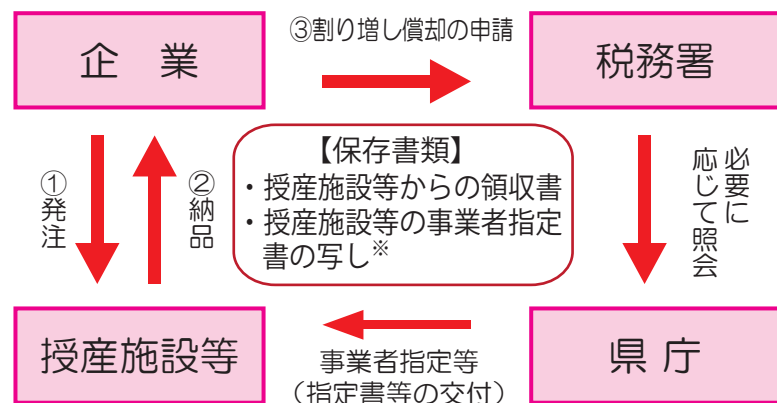 企 業
③割り増し償却の申請
税務署
①発注
②納品
【保存書類】
・授産施設等からの領収書
・授産施設等の事業者指定
書の写し※
必要に
応じて照会
授産施設等
事業者指定等
（指定書等の交付）
県 庁